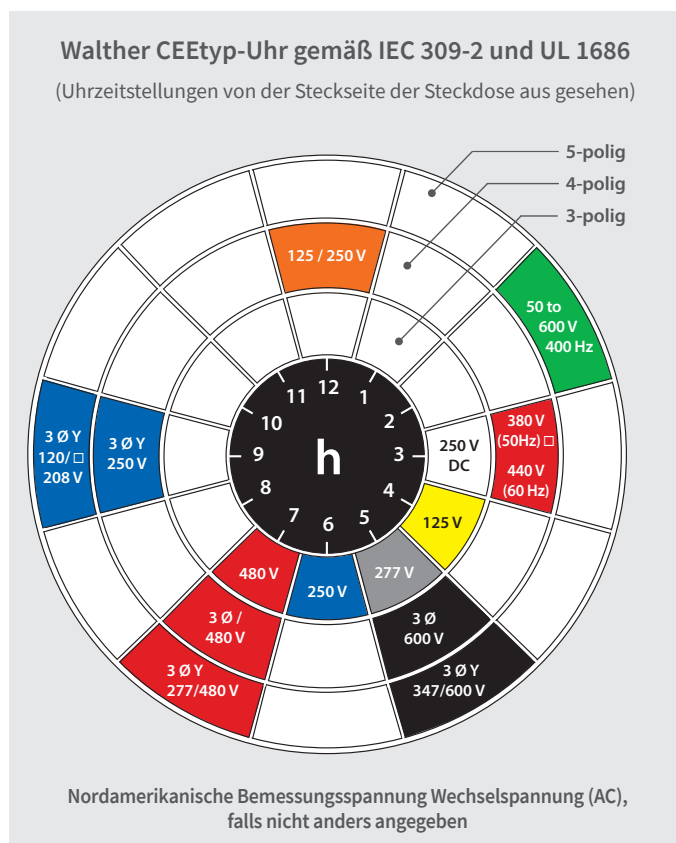 Walther CEEtyp-Uhr gemäß IEC 309-2 und UL 1686
(Uhrzeitstellungen von der Steckseite der Steckdose aus gesehen)
5-polig
4-polig
3-polig
125 / 250 V
50 to
600 V
400 Hz
12
11
1
10
2
9
h
3
8
4
7
5
6
3 Ø Y
120/□
208 V
3 Ø Y
250 V
250 V
DC
380 V
(50Hz) □
440 V
(60 Hz)
125 V
480 V
250 V
277 V
3 Ø /
480 V
3 Ø
600 V
3 Ø Y
277/480 V
3 Ø Y
347/600 V
Nordamerikanische Bemessungsspannung Wechselspannung (AC),
falls nicht anders angegeben